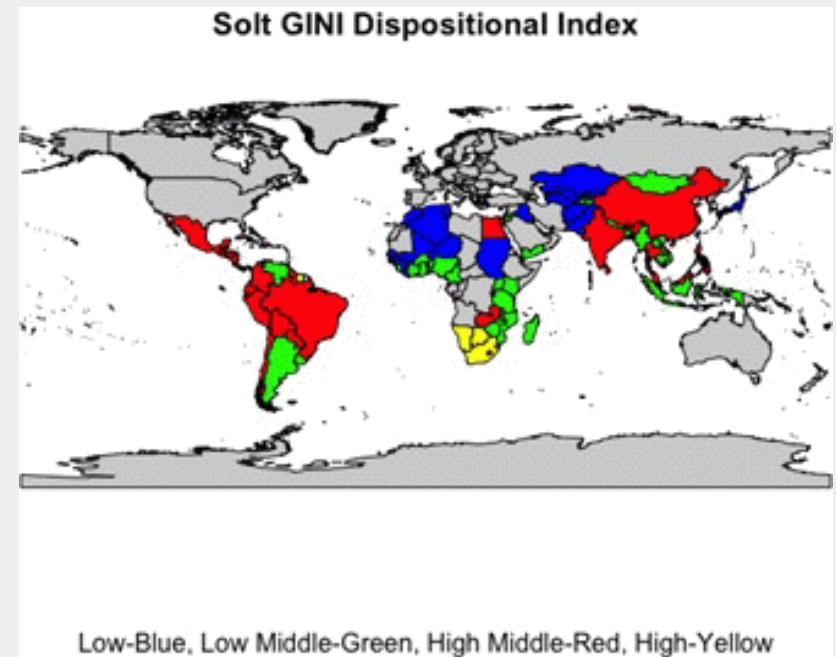 Solt GINI Dispositional Index
Low-Blue, Low Middle-Green, High Middle-Red, High-Yellow